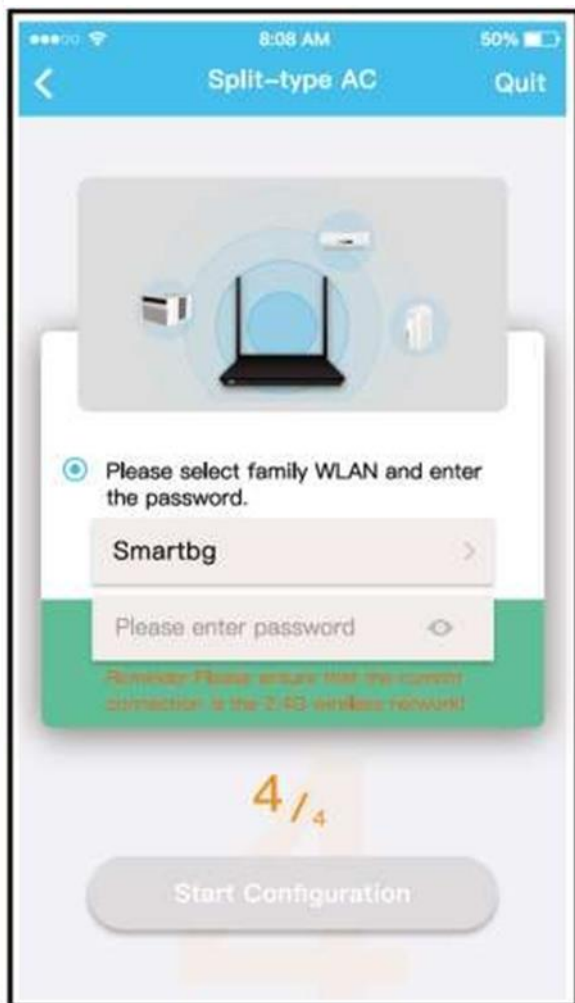 8:08 AM
50%
Split-type AC
Quit
Please select family WLAN and enter
the password.
Smartbg
Please enter password
Reminder:Please ensure that the current
connection is the 2.4G wireless network!
4/4
Start Configuration
4